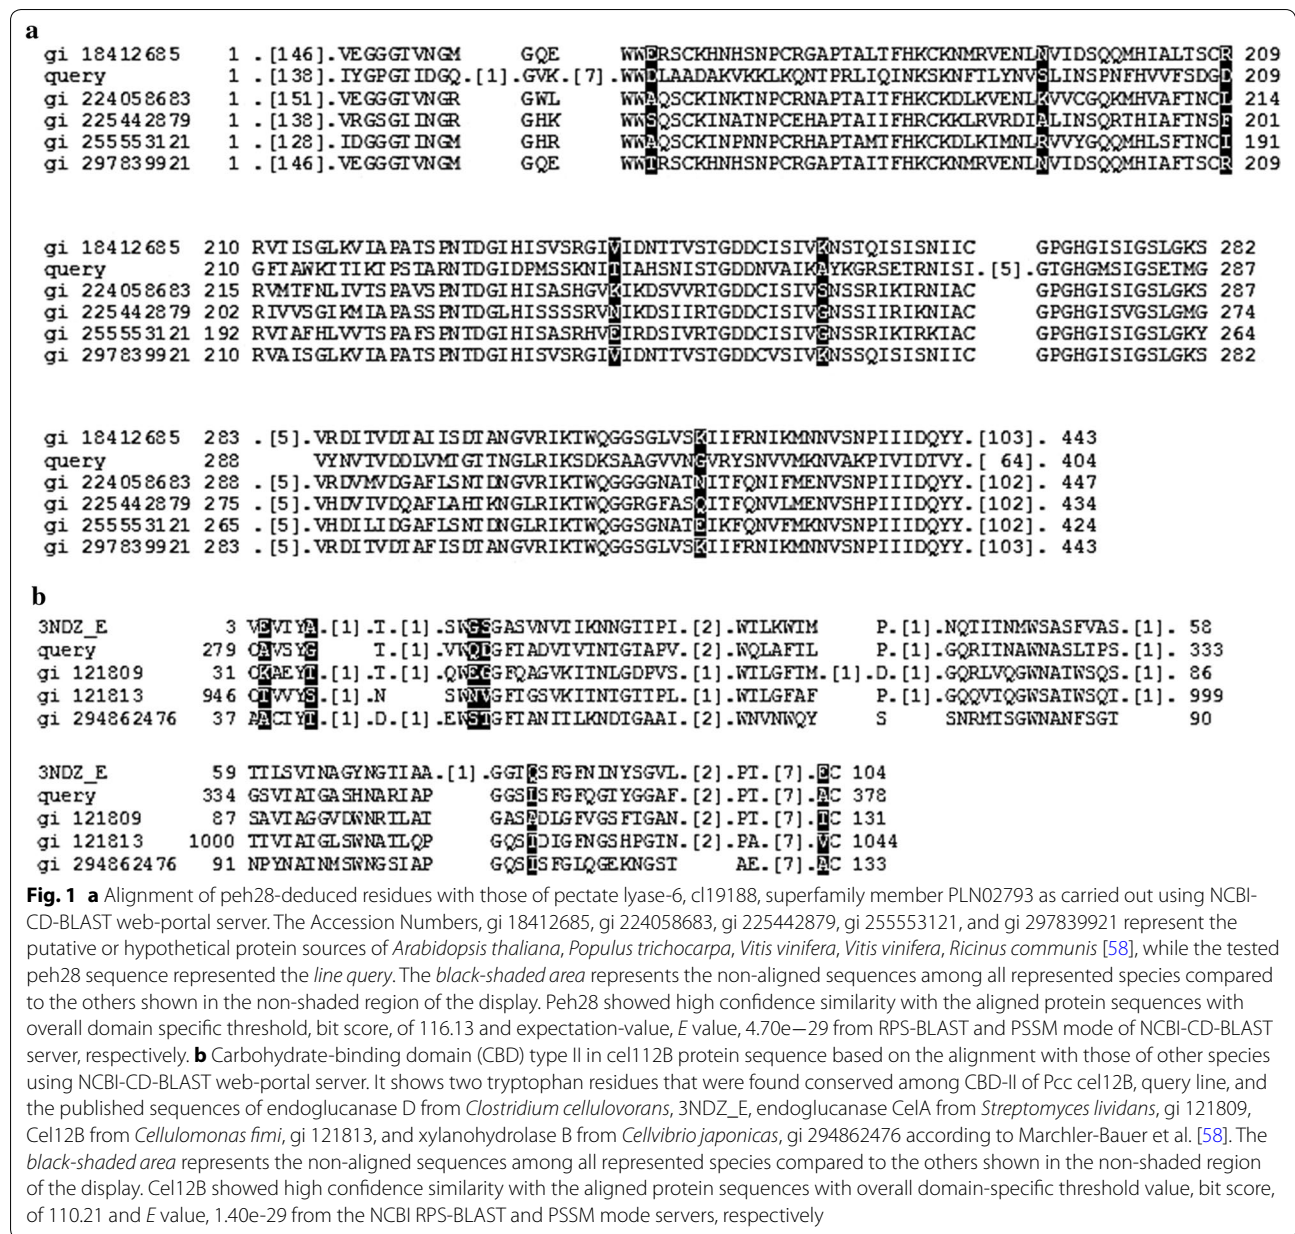 a
gi 18412685 1 .[146].VEGGGTVNGM GQE WWERSCKHNHSNPCRGAPTALTFHKCKNMRVENLNVIDSQQMHIALTSCR 209
query 1 .[138].IYGPGTIDGQ.[1].GVK.[7].WWDLAADAKVKKLKQNTPRLIQINKSKNFTLYNVSLINSPNFHVVFSDGD 209
gi 224058683 1 .[151].VEGGGTVNGR GWL WWAQSCKINKTNPCRNAPTAITFHKCKDLKVENLKVVCGQKMHVAFTNCL 214
gi 225442879 1 .[138].VRGSGIINGR GHK WWSQSCKINATNPCEHAPTAIIFHRCKKLRVRDIALINSQRTHIAFTNSF 201
gi 255553121 1 .[128].IDGGGTINGM GHR WWAQSCKINPNNPCRHAPTAMTFHKCKDLKIMNLRVVYGQQMHLSFTNCI 191
gi 297839921 1 .[146].VEGGGTVNGM GQE WWTRSCKHNHSNPCRGAPTAITFHKCKNMRVENLNVIDSQQMHIAFTSCR 209
gi 18412685 210 RVTISGLKVIAPATSPNTDGIHISVSRGIVIDNTTVSTGDDCISIVKNSTQISISNIIC GPGHGISIGSLGKS 282
query 210 GFTAWKTTIKTPSTARNTDGIDPMSSKNITIAHSNISTGDDNVAIKAYKGRSETRNISI.[5].GTGHGMSIGSETMG 287
gi 224058683 215 RVMTFNLIVTSPAVSPNTDGIHISASHGVKIKDSVVRTGDDCISIVSNSSRIKIRNIAC GPGHGISIGSLGKS 287
gi 225442879 202 RIVVSGIKMIAPASSPNTDGLHISSSSRVNIKDSIIRTGDDCISIVGNSSIIRIKNIAC GPGHGISVGSLGMG 274
gi 255553121 192 RVTAFHLVVTSPAFSPNTDGIHISASRHVEIRDSIVRTGDDCISIVGNSSRIKIRKIAC GPGHGISIGSLGKY 264
gi 297839921 210 RVAISGLKVIAPATSPNTDGIHISVSRGIVIDNTTVSTGDDCVSIVKNSSQISISNIIC GPGHGISIGSLGKS 282
gi 18412685 283 .[5].VRDITVDTAIISDTANGVRIKTWQGGSGLVSKIIFRNIKMNNVSNPIIIDQYY.[103]. 443
query 288 VYNVTVDDLVMIGTTNGLRIKSDKSAAGVVNGVRYSNVVMKNVAKPIVIDTVY.[ 64]. 404
gi 224058683 288 .[5].VRDVMVDGAFLSNTDNGVRIKTWQGGGGNATNITFQNIFMENVSNPIIIDQYY.[102]. 447
gi 225442879 275 .[5].VHDVIVDQAFLAHTKNGLRIKTWQGGRGFASQITFQNVLMENVSHPIIIDQYY.[102]. 434
gi 255553121 265 .[5].VHDILIDGAFLSNTDNGLRIKTWQGGSGNATEIKFQNVFMKNVSNPIIIDQYY.[102]. 424
gi 297839921 283 .[5].VRDITVDTAFISDTANGVRIKTWQGGSGLVSKIIFRNIKMNNVSNPIIIDQYY.[103]. 443
b
3NDZ_E 3 VEVTYA.[1].T.[1].SWGSGASVNVTIKNNGTTPI.[2].WTLKWTM P.[1].NQTITNMWSASFVAS.[1]. 58
query 279 CAVSYG T.[1].VWQDGFTADVTVTNTGTAPV.[2].WQLAFTL P.[1].GQRITNAWNASLTPS.[1]. 333
gi 121809 31 CKAEYT.[1].T.[1].QWEGGFQAGVKITNLGDPVS.[1].WTLGFTM.[1].D.[1].GQRLVQGWNATWSQS.[1]. 86
gi 121813 946 CTVVYS.[1].N SWNVGFTGSVKITNTGTTPL.[1].WTLGFAF P.[1].GQQVTQGWSATWSQT.[1]. 999
gi 294862476 37 AACTYT.[1].D.[1].EWSTGFTANITLKNDTGAAI.[2].WNVNWQY S SNRMTSGWNANFSGT 90
3NDZ_E 59 TTLSVTNAGYNGTIAA.[1].GGTQSFGFNINYSGVL.[2].PT.[7].EC 104
query 334 GSVTATGASHNARIAP GGSISFGFQGTYGGAF.[2].PT.[7].AC 378
gi 121809 87 SAVTAGGVDWNRTLAT GASADLGFVGSFTGAN.[2].PT.[7].TC 131
gi 121813 1000 TTVTATGLSWNATLQP GQSTDIGFNGSHPGTN.[2].PA.[7].VC 1044
gi 294862476 91 NPYNATNMSWNGSIAP GQSISFGLQGEKNGST AE.[7].AC 133
Fig. 1 a Alignment of peh28-deduced residues with those of pectate lyase-6, cl19188, superfamily member PLN02793 as carried out using NCBI-
CD-BLAST web-portal server. The Accession Numbers, gi 18412685, gi 224058683, gi 225442879, gi 255553121, and gi 297839921 represent the
putative or hypothetical protein sources of Arabidopsis thaliana, Populus trichocarpa, Vitis vinifera, Vitis vinifera, Ricinus communis [58], while the tested
peh28 sequence represented the line query. The black-shaded area represents the non-aligned sequences among all represented species compared
to the others shown in the non-shaded region of the display. Peh28 showed high confidence similarity with the aligned protein sequences with
overall domain specific threshold, bit score, of 116.13 and expectation-value, E value, 4.70e−29 from RPS-BLAST and PSSM mode of NCBI-CD-BLAST
server, respectively. b Carbohydrate-binding domain (CBD) type II in cel112B protein sequence based on the alignment with those of other species
using NCBI-CD-BLAST web-portal server. It shows two tryptophan residues that were found conserved among CBD-II of Pcc cel12B, query line, and
the published sequences of endoglucanase D from Clostridium cellulovorans, 3NDZ_E, endoglucanase CelA from Streptomyces lividans, gi 121809,
Cel12B from Cellulomonas fimi, gi 121813, and xylanohydrolase B from Cellvibrio japonicas, gi 294862476 according to Marchler-Bauer et al. [58]. The
black-shaded area represents the non-aligned sequences among all represented species compared to the others shown in the non-shaded region
of the display. Cel12B showed high confidence similarity with the aligned protein sequences with overall domain-specific threshold value, bit score,
of 110.21 and E value, 1.40e-29 from the NCBI RPS-BLAST and PSSM mode servers, respectively